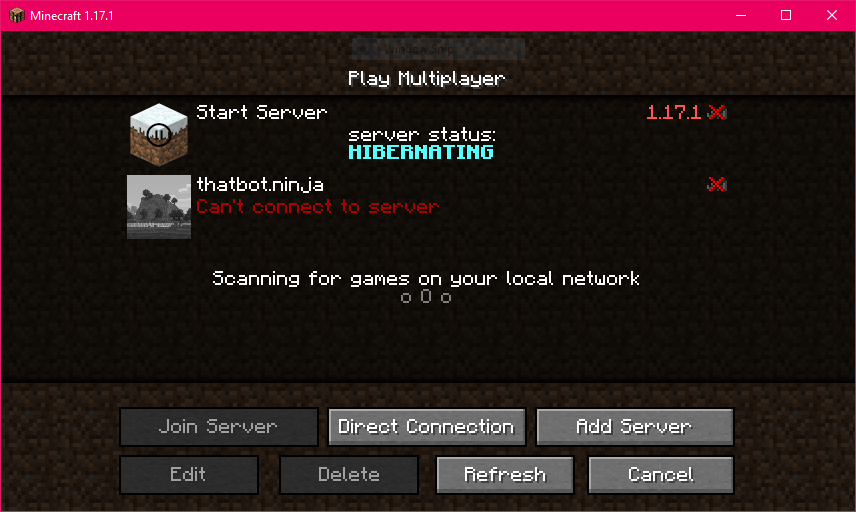 Minecraft 1.17.1
Play Multiplayer
Start Server 1.17.1
server status:
HIBERNATING
thatbot.ninja
Can't connect to server
Scanning for games on your local network
o O o
Join Server Direct Connection Add Server
Edit Delete Refresh Cancel